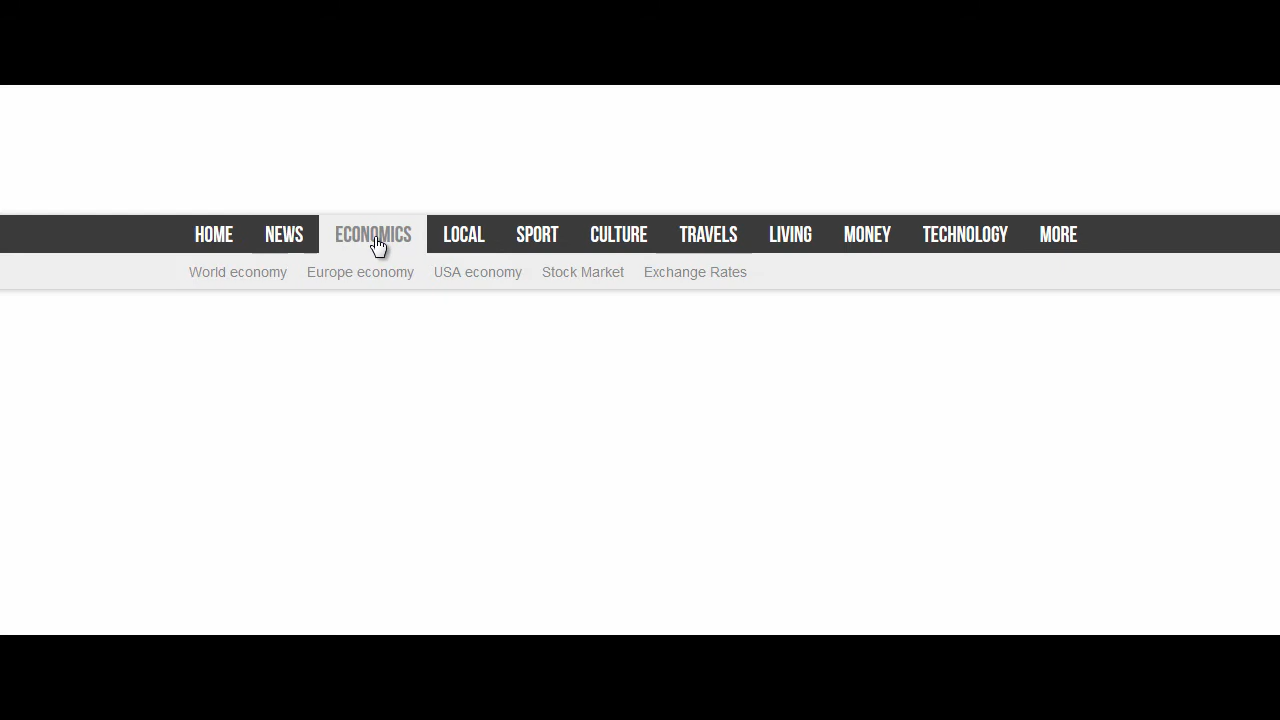 HOME NEWS ECONOMICS LOCAL SPORT CULTURE TRAVELS LIVING MONEY TECHNOLOGY MORE
World economy Europe economy USA economy Stock Market Exchange Rates